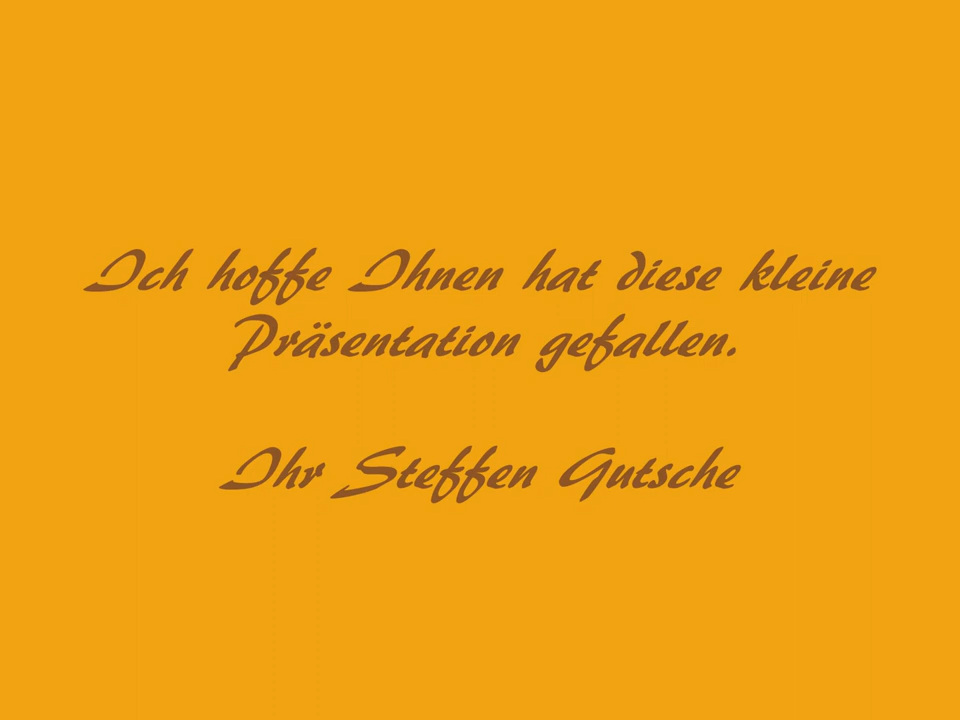 Ich hoffe Ihnen hat diese kleine
Präsentation gefallen.
Ihr Steffen Gutsche